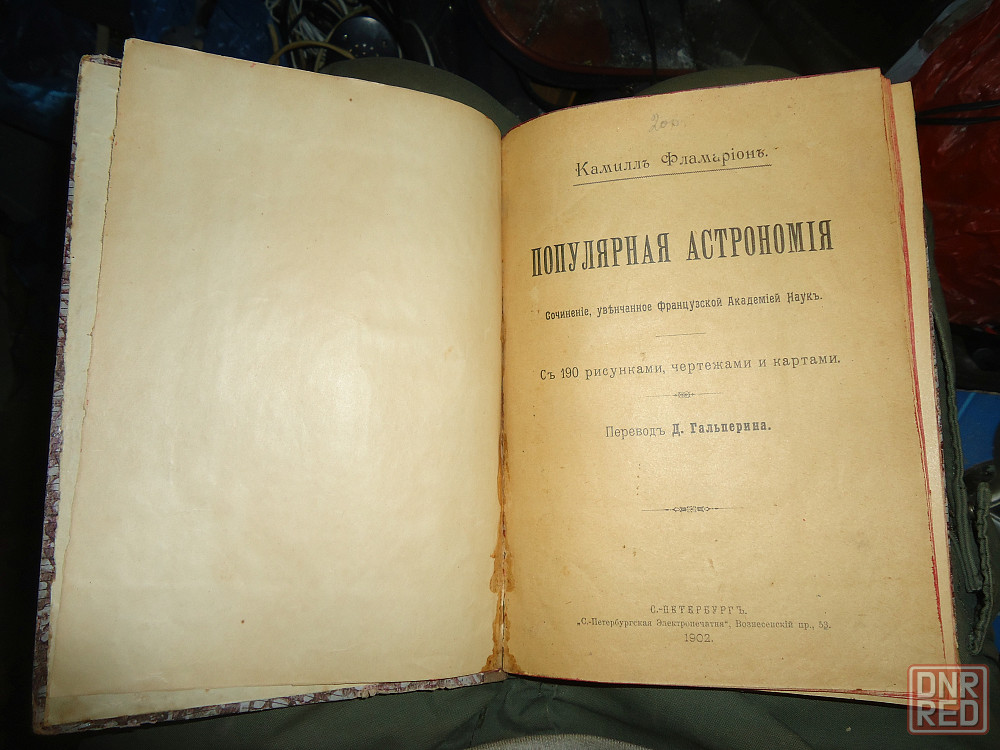 200
Камиллъ Фламаріонъ.
ПОПУЛЯРНАЯ АСТРОНОМІЯ
Сочиненіе, увѣнчанное Французской Академіей Наукъ.
Съ 190 рисунками, чертежами и картами.
Переводъ Д. Гальперина.
С.-ПЕТЕРБУРГЪ.
„С.-Петербургская Электропечатня", Вознесенскій пр., 53.
1902.
DNR
RED